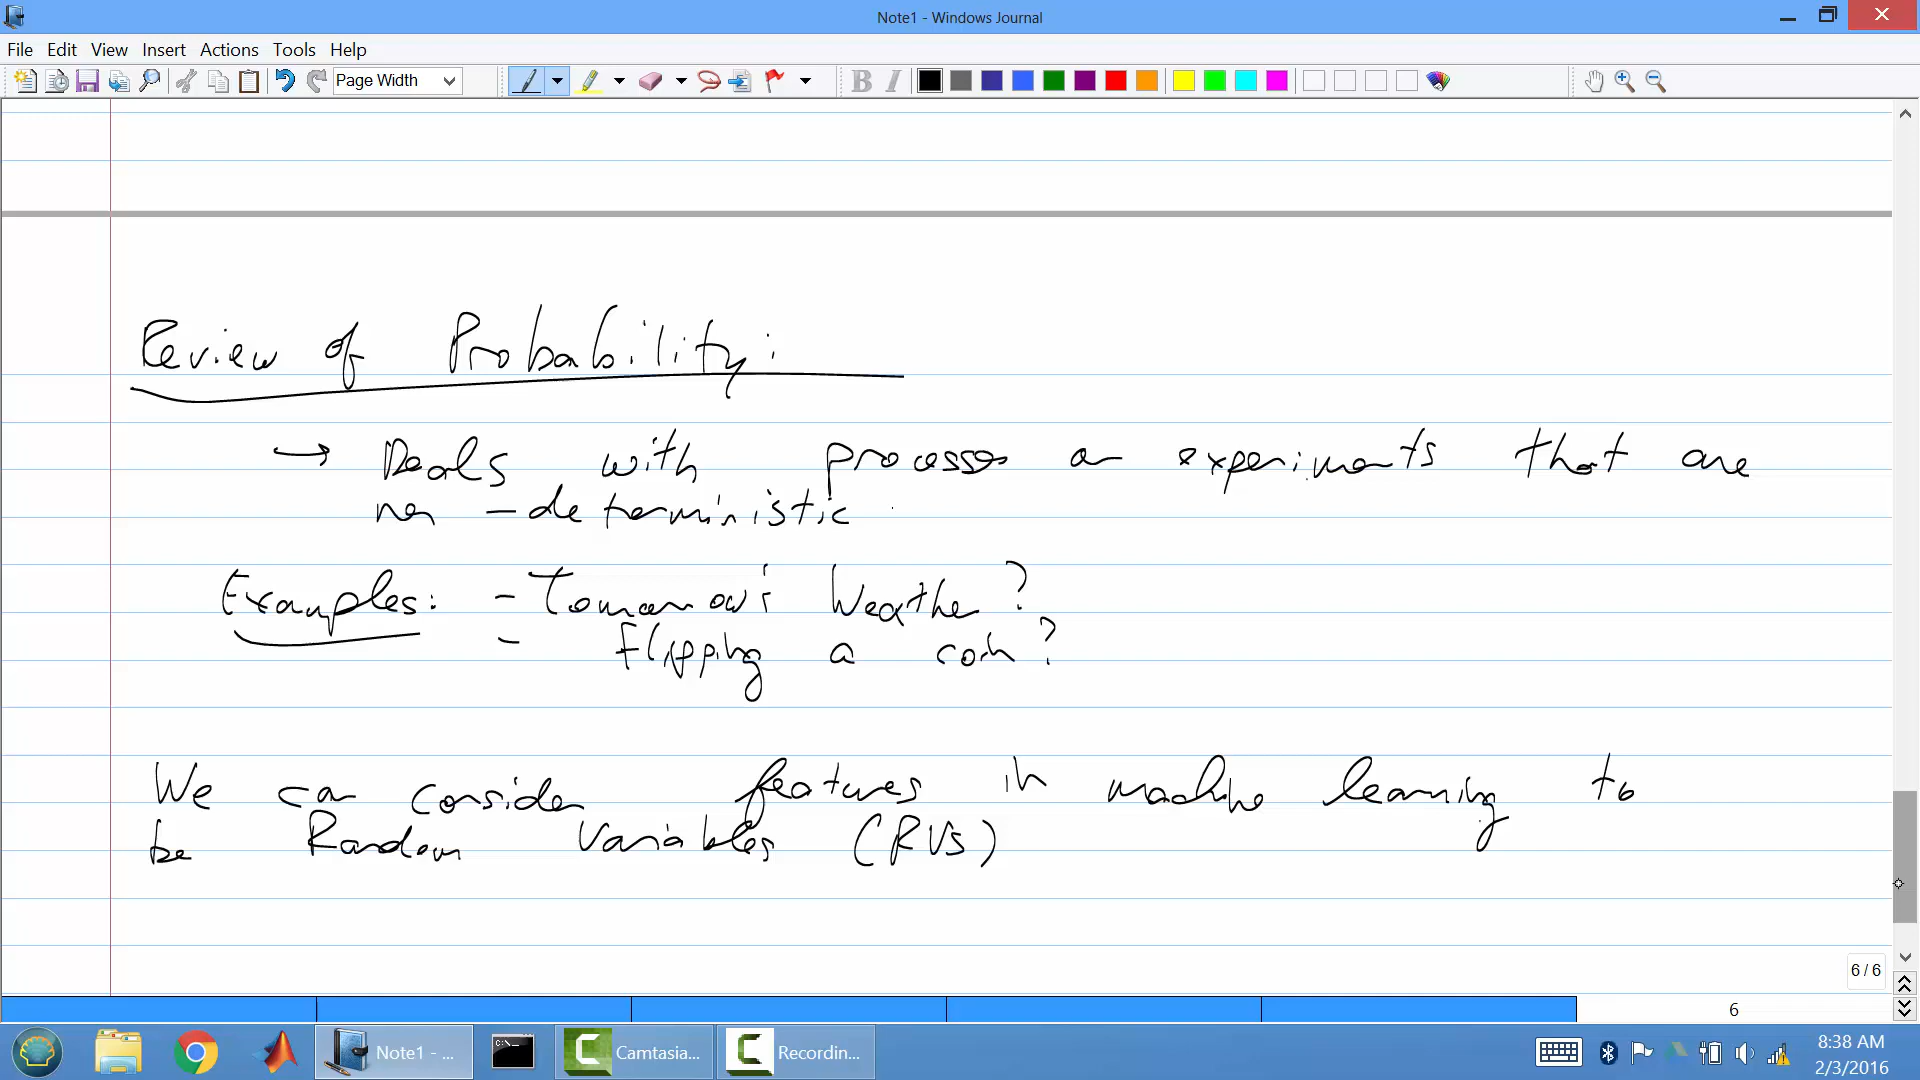 Note1 - Windows Journal
File Edit View Insert Actions Tools Help
Page Width
B I
Review of Probability:
→ Deals with processes or experiments that are
non-deterministic
Examples: - Tomorrow's Weather?
- Flipping a coin?
We can consider features in machine learning to
be Random Variables (RVs)
6 / 6
6
Note1 - ...
C:\_
Camtasia...
Recordin...
8:38 AM
2/3/2016